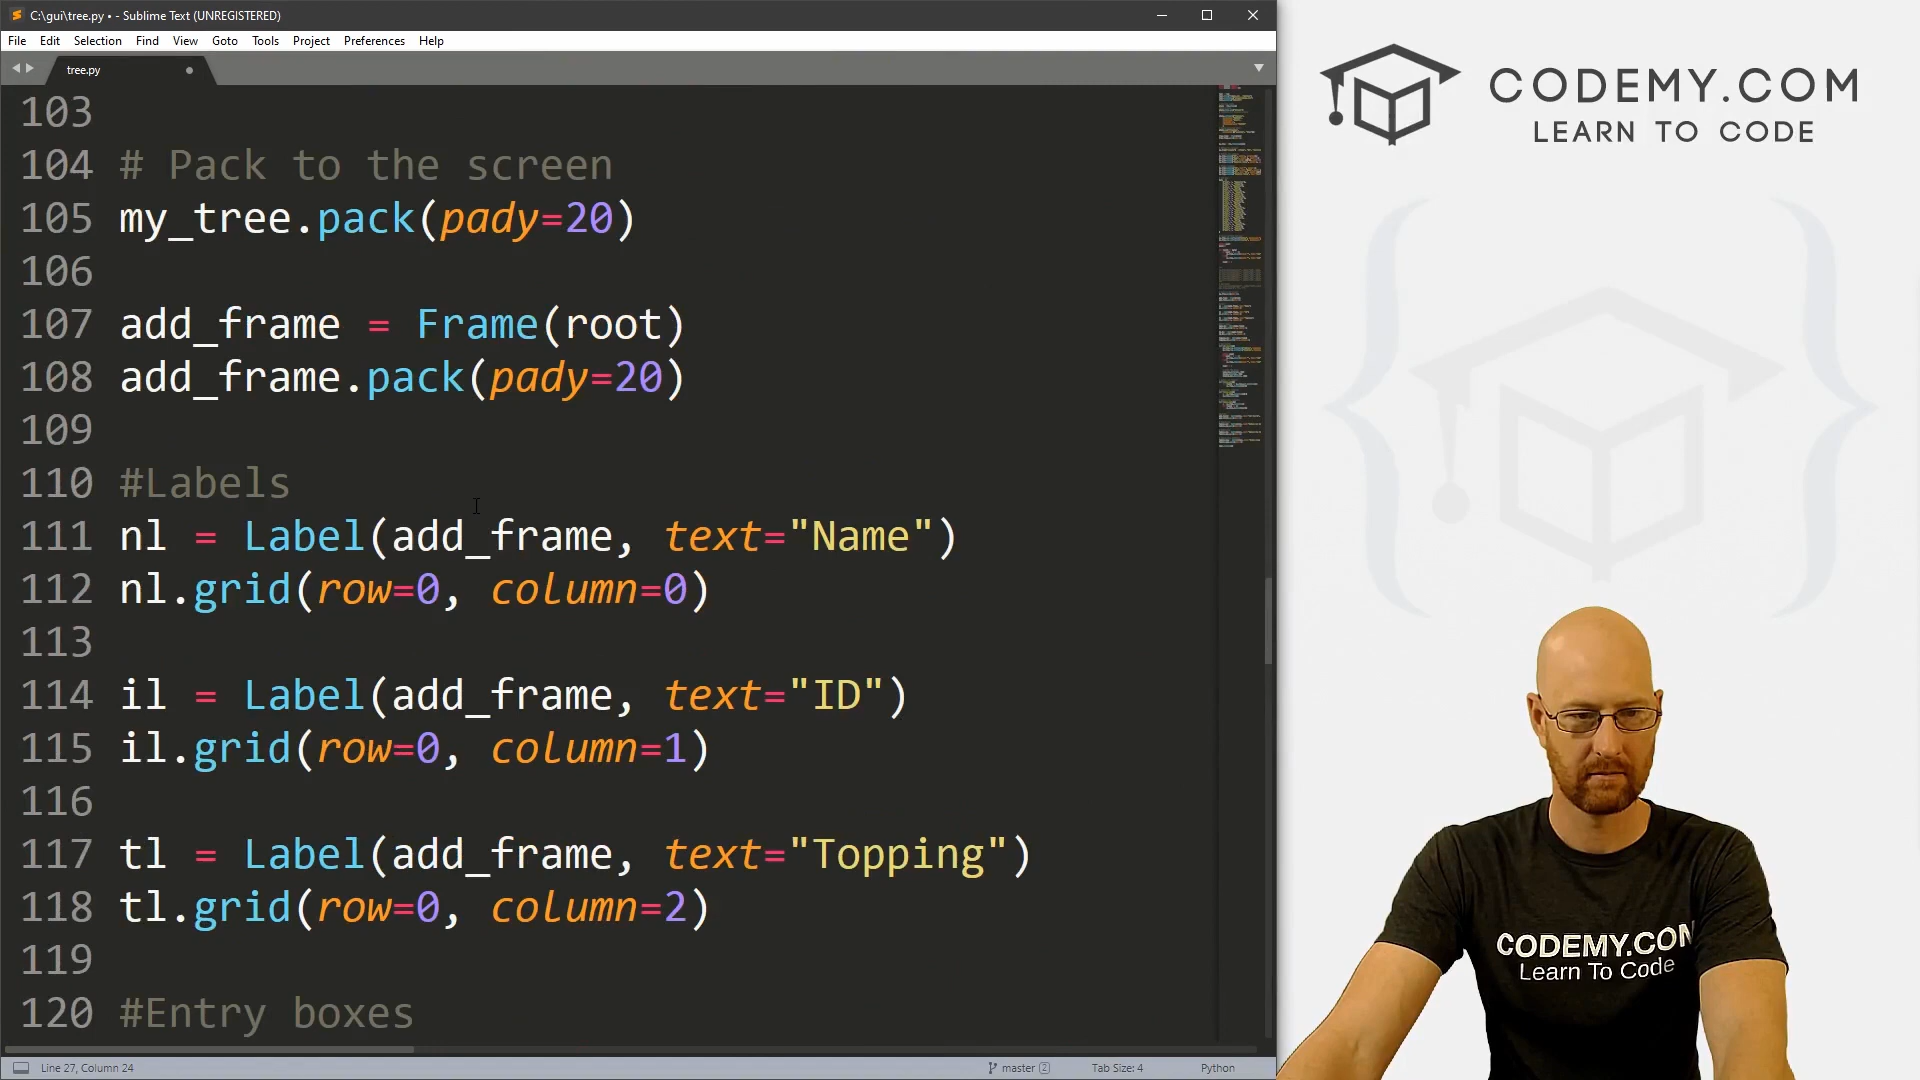 C:\gui\tree.py • - Sublime Text (UNREGISTERED)
File Edit Selection Find View Goto Tools Project Preferences Help
tree.py
103
104 # Pack to the screen
105 my_tree.pack(pady=20)
106
107 add_frame = Frame(root)
108 add_frame.pack(pady=20)
109
110 #Labels
111 nl = Label(add_frame, text="Name")
112 nl.grid(row=0, column=0)
113
114 il = Label(add_frame, text="ID")
115 il.grid(row=0, column=1)
116
117 tl = Label(add_frame, text="Topping")
118 tl.grid(row=0, column=2)
119
120 #Entry boxes
Line 27, Column 24
master 2
Tab Size: 4
Python
CODEMY.COM
LEARN TO CODE
CODEMY.COM
Learn To Code